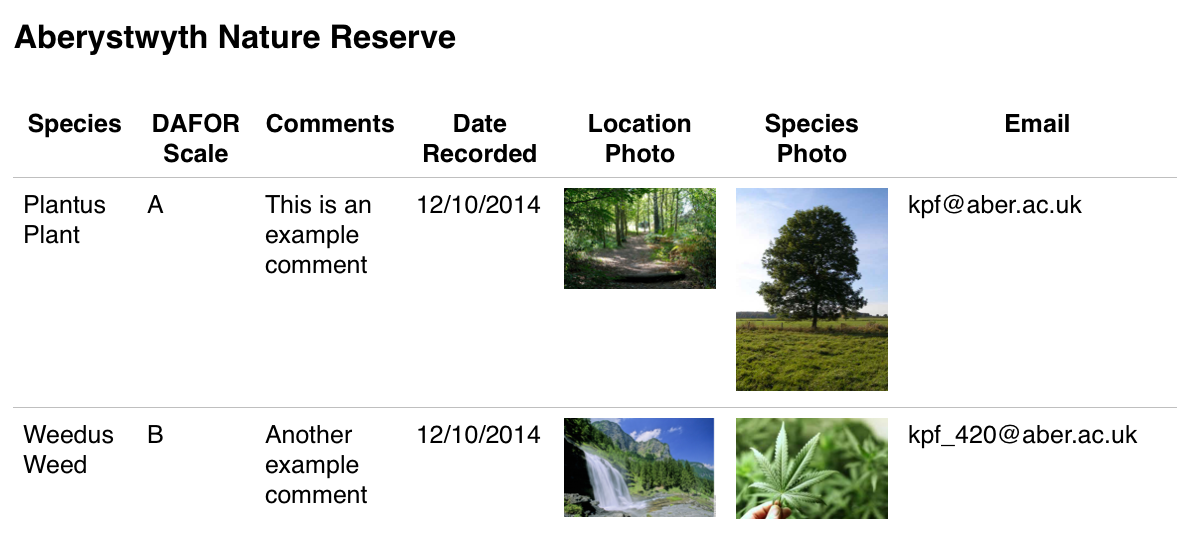 Aberystwyth Nature Reserve
Species DAFOR Scale Comments Date Recorded Location Photo Species Photo Email
Plantus Plant A This is an example comment 12/10/2014 kpf@aber.ac.uk
Weedus Weed B Another example comment 12/10/2014 kpf_420@aber.ac.uk